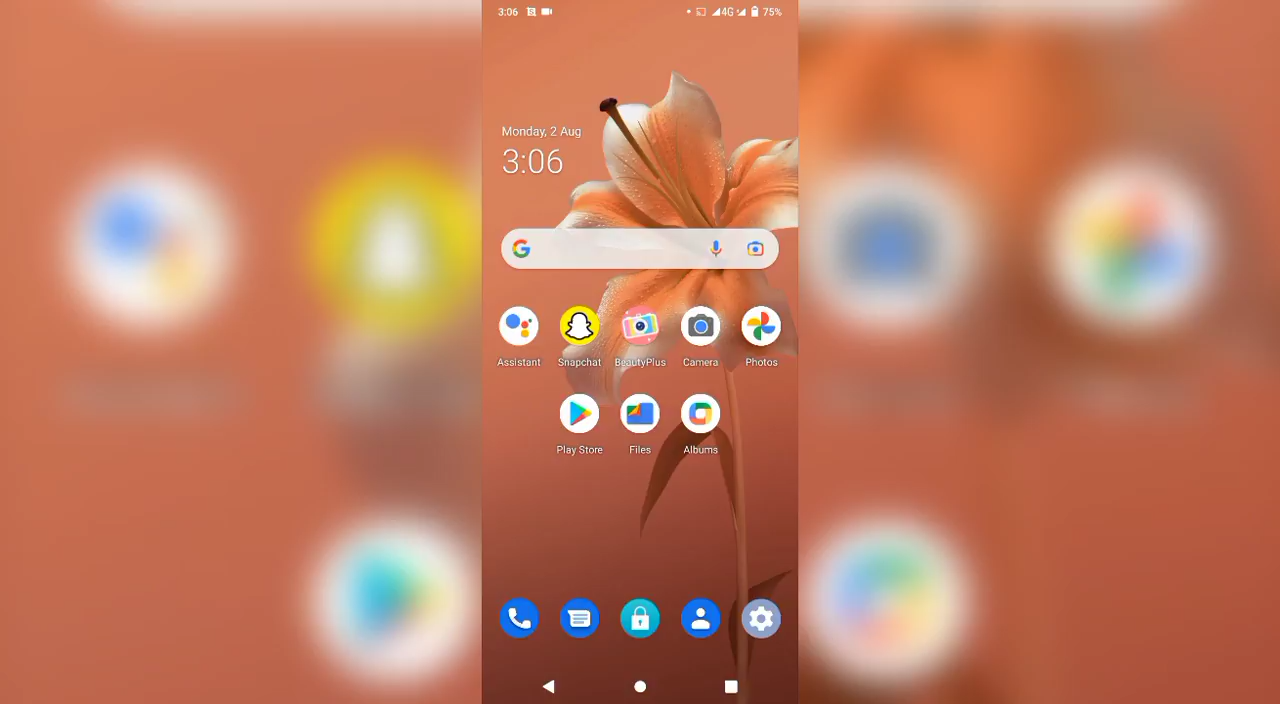 3:06 4G 75%
Monday, 2 Aug
3:06
Assistant Snapchat BeautyPlus Camera Photos
Play Store Files Albums